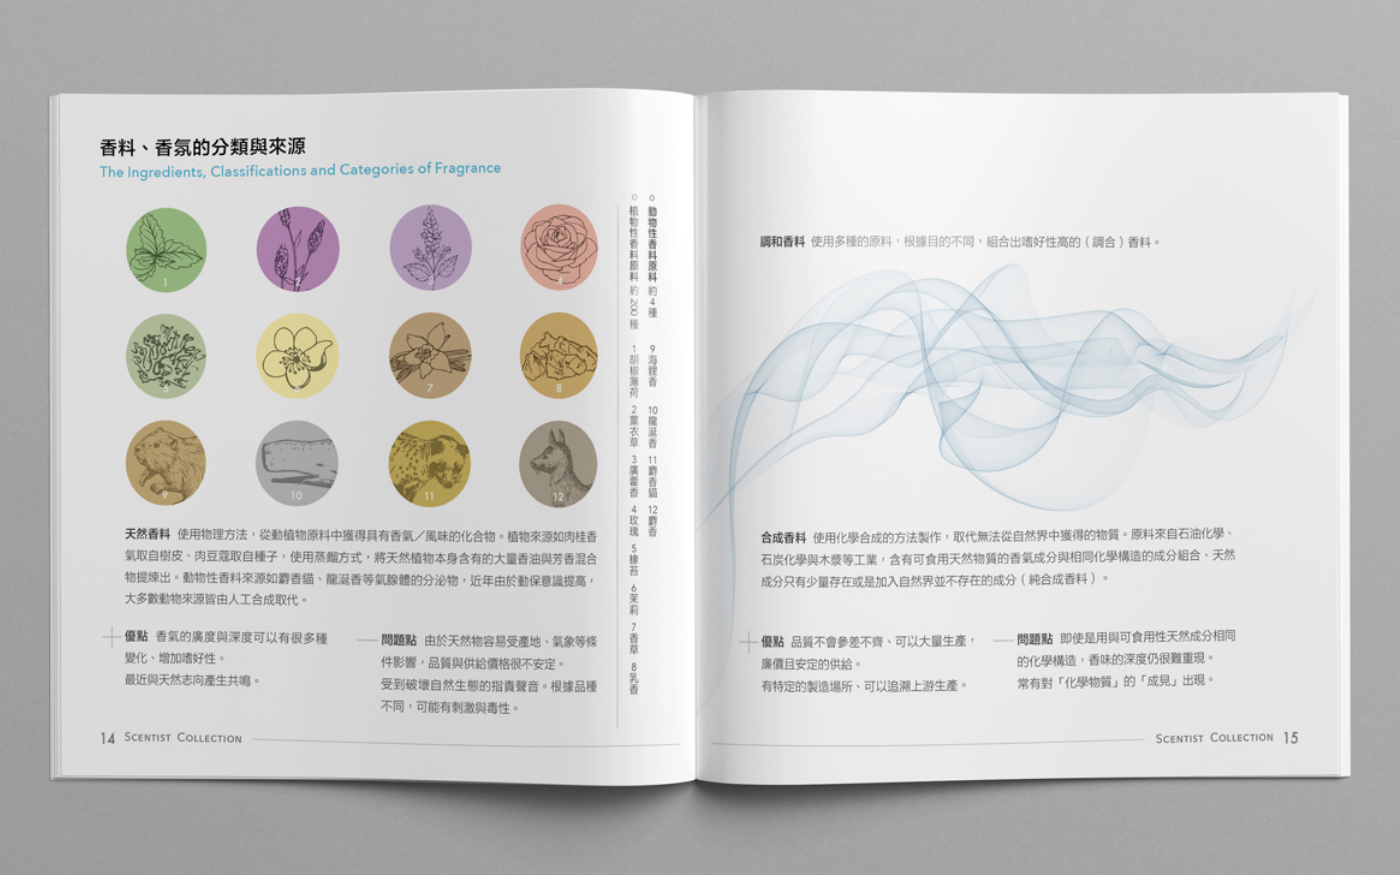 香料、香氛的分類與來源
The Ingredients, Classifications and Categories of Fragrance
1
2
3
4
5
6
7
8
9
10
11
12
◎動物性香料原料 約4種 9海貍香 10龍涎香 11麝香貓 12麝香
◎植物性香料原料 約200種 1胡椒薄荷 2薰衣草 3廣藿香 4玫瑰 5橡苔 6茉莉 7香草 8乳香
天然香料 使用物理方法，從動植物原料中獲得具有香氣／風味的化合物。植物來源如肉桂香
氣取自樹皮、肉豆蔻取自種子，使用蒸餾方式，將天然植物本身含有的大量香油與芳香混合
物提煉出。動物性香料來源如麝香貓、龍涎香等氣腺體的分泌物，近年由於動保意識提高，
大多數動物來源皆由人工合成取代。
優點 香氣的廣度與深度可以有很多種
變化、增加嗜好性。
最近與天然志向產生共鳴。
問題點 由於天然物容易受產地、氣象等條
件影響，品質與供給價格很不安定。
受到破壞自然生態的指責聲音。根據品種
不同，可能有刺激與毒性。
14 SCENTIST COLLECTION
調和香料 使用多種的原料，根據目的不同，組合出嗜好性高的（調合）香料。
合成香料 使用化學合成的方法製作，取代無法從自然界中獲得的物質。原料來自石油化學、
石炭化學與木漿等工業，含有可食用天然物質的香氣成分與相同化學構造的成分組合、天然
成分只有少量存在或是加入自然界並不存在的成分（純合成香料）。
優點 品質不會參差不齊、可以大量生產，
廉價且安定的供給。
有特定的製造場所、可以追溯上游生產。
問題點 即使是用與可食用性天然成分相同
的化學構造，香味的深度仍很難重現。
常有對「化學物質」的「成見」出現。
SCENTIST COLLECTION 15